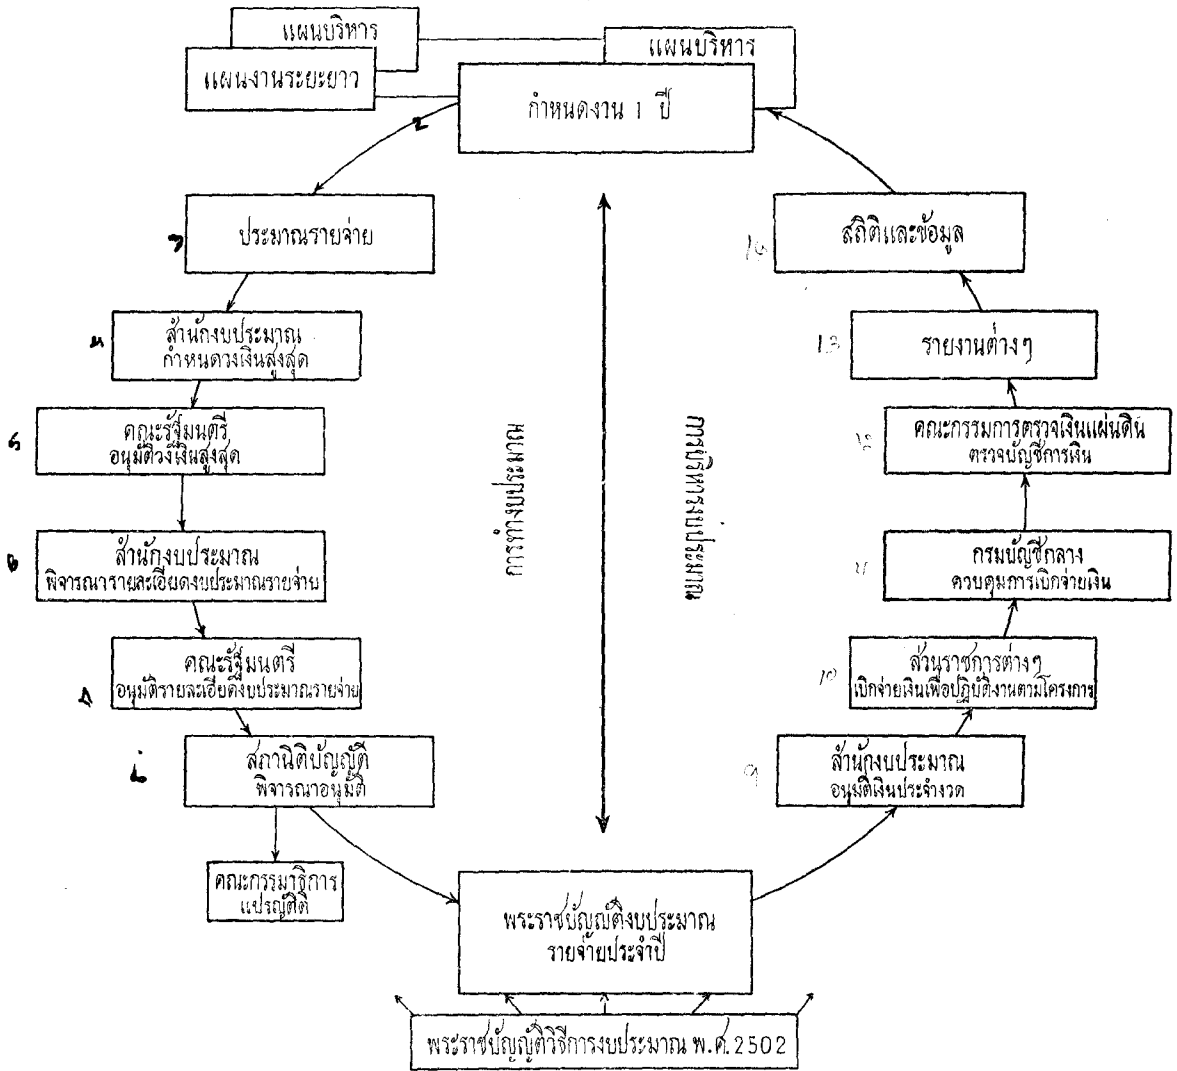 แผนบริหาร
แผนงานระยะยาว
แผนบริหาร
กำหนดงาน 1 ปี
2
ประมาณรายจ่าย
สำนักงบประมาณ
กำหนดวงเงินสูงสุด
คณะรัฐมนตรี
อนุมัติวงเงินสูงสุด
สำนักงบประมาณ
พิจารณารายละเอียดงบประมาณรายจ่าย
คณะรัฐมนตรี
อนุมัติรายละเอียดงบประมาณรายจ่าย
สภานิติบัญญัติ
พิจารณาอนุมัติ
คณะกรรมาธิการ
แปรญัตติ
การทำงบประมาณ
การบริหารงบประมาณ
พระราชบัญญัติงบประมาณ
รายจ่ายประจำปี
พระราชบัญญัติวิธีการงบประมาณ พ.ศ.2502
9
สำนักงบประมาณ
อนุมัติเงินประจำงวด
10
ส่วนราชการต่างๆ
เบิกจ่ายเงินเพื่อปฏิบัติงานตามโครงการ
11
กรมบัญชีกลาง
ควบคุมการเบิกจ่ายเงิน
12
คณะกรรมการตรวจเงินแผ่นดิน
ตรวจบัญชีการเงิน
13
รายงานต่างๆ
14
สถิติและข้อมูล